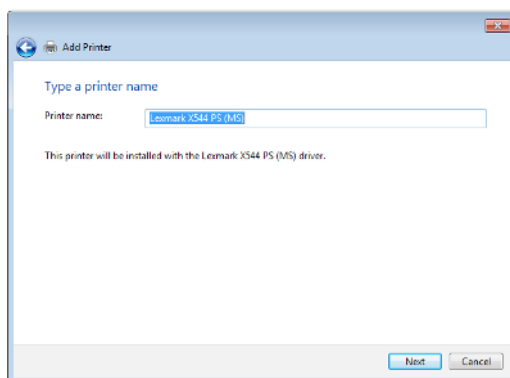 Add Printer
Type a printer name
Printer name:
Lexmark X544 PS (MS)
This printer will be installed with the Lexmark X544 PS (MS) driver.
Next
Cancel